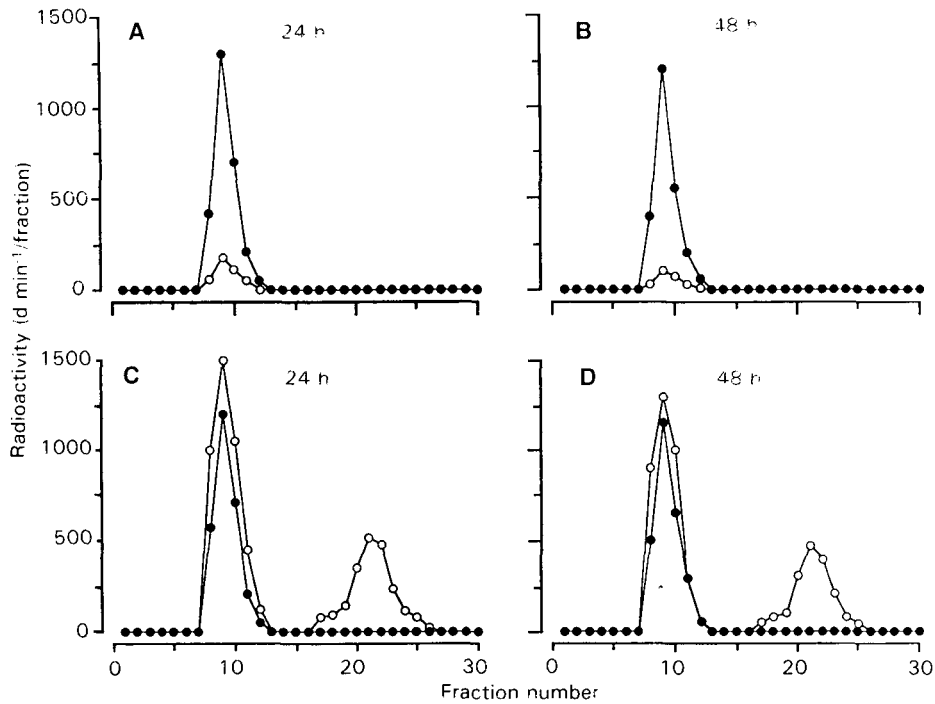 A 24 h
B 48 h
1500
1000
500
0
C 24 h
D 48 h
1500
1000
500
0
0 10 20 30
0 10 20 30
Radioactivity (d min⁻¹/fraction)
Fraction number